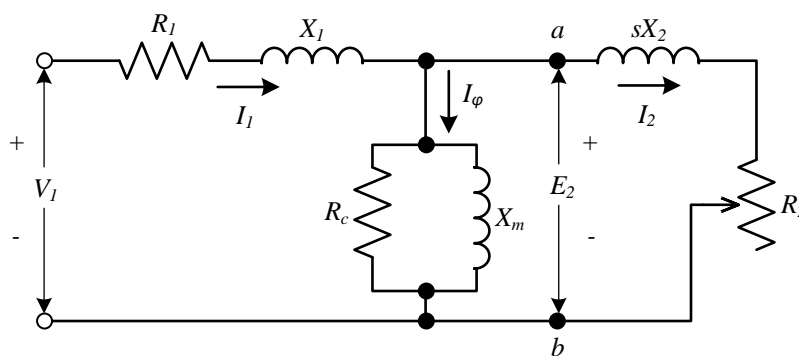 R1
X1
a
sX2
I1
Iφ
I2
+
+
V1
Rc
Xm
E2
-
-
b